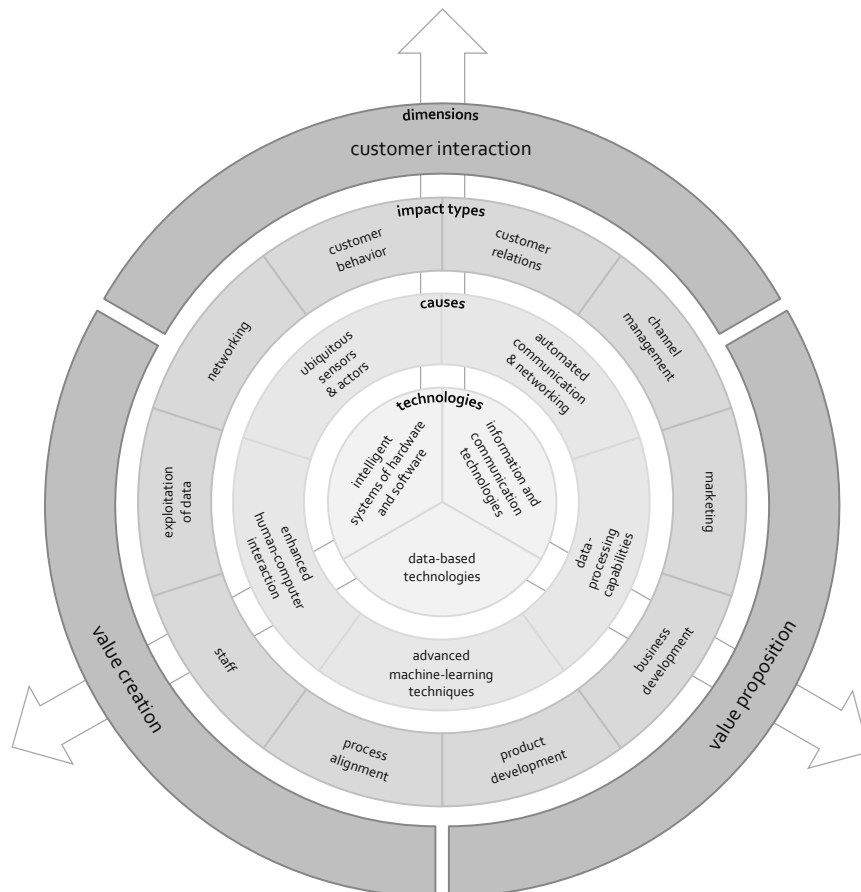 dimensions
customer interaction
value proposition
value creation
impact types
customer
behavior
customer
relations
channel
management
marketing
business
development
product
development
process
alignment
staff
exploitation
of data
networking
causes
ubiquitous
sensors
& actors
automated
communication
& networking
data-
processing
capabilities
advanced
machine-learning
techniques
enhanced
human-computer
interaction
technologies
intelligent
systems of hardware
and software
information and
communication
technologies
data-based
technologies